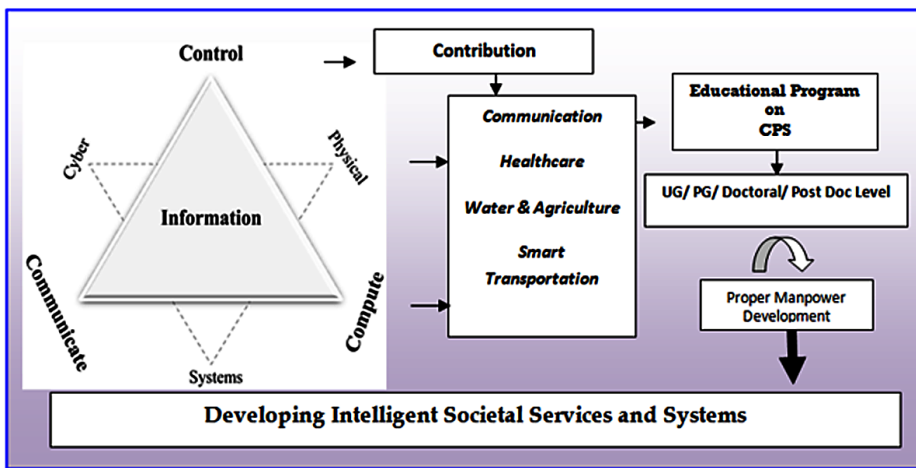 Control
Cyber
Physical
Information
Communicate
Compute
Systems
Contribution
Communication
Healthcare
Water & Agriculture
Smart
Transportation
Educational Program
on
CPS
UG/ PG/ Doctoral/ Post Doc Level
Proper Manpower
Development
Developing Intelligent Societal Services and Systems